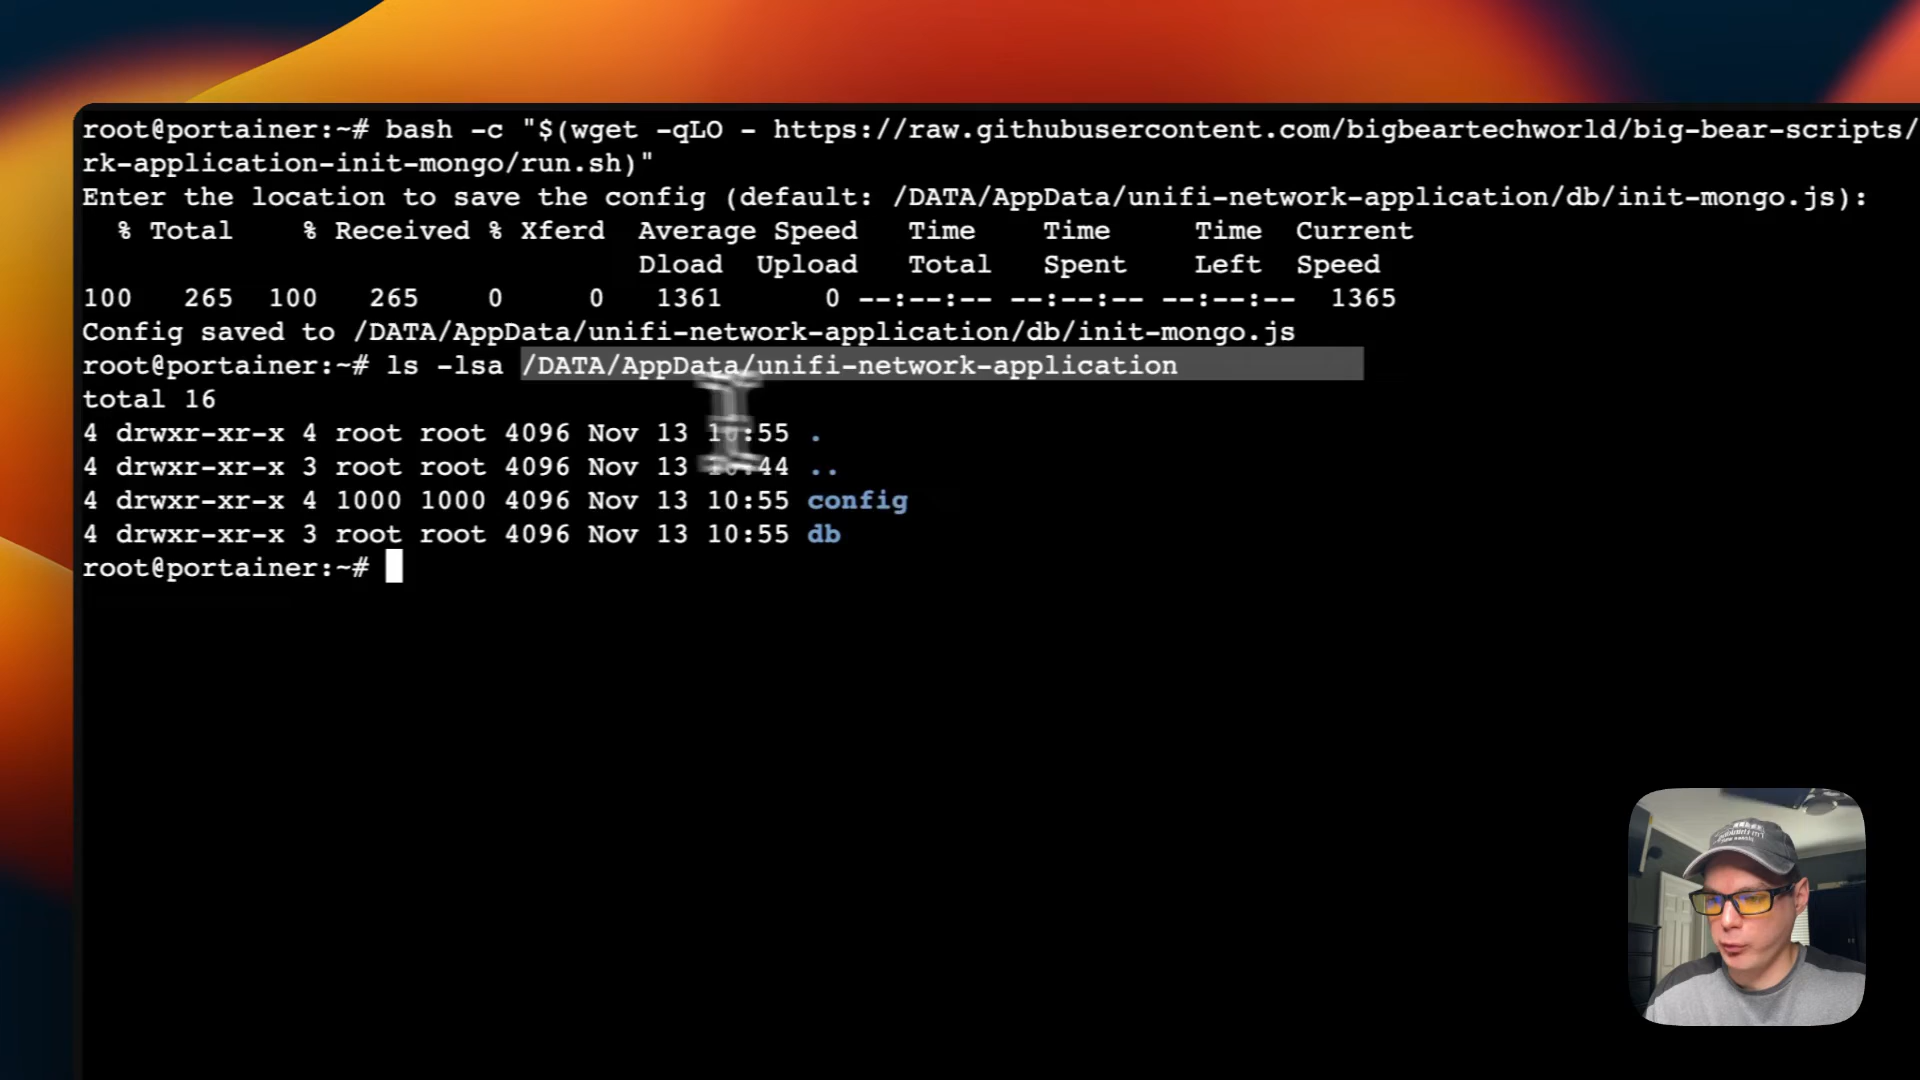 root@portainer:~# bash -c "$(wget -qLO - https://raw.githubusercontent.com/bigbeartechworld/big-bear-scripts/
rk-application-init-mongo/run.sh)"
Enter the location to save the config (default: /DATA/AppData/unifi-network-application/db/init-mongo.js):
% Total % Received % Xferd Average Speed Time Time Time Current
Dload Upload Total Spent Left Speed
100 265 100 265 0 0 1361 0 --:--:-- --:--:-- --:--:-- 1365
Config saved to /DATA/AppData/unifi-network-application/db/init-mongo.js
root@portainer:~# ls -lsa /DATA/AppData/unifi-network-application
total 16
4 drwxr-xr-x 4 root root 4096 Nov 13 10:55 .
4 drwxr-xr-x 3 root root 4096 Nov 13 10:44 ..
4 drwxr-xr-x 4 1000 1000 4096 Nov 13 10:55 config
4 drwxr-xr-x 3 root root 4096 Nov 13 10:55 db
root@portainer:~#